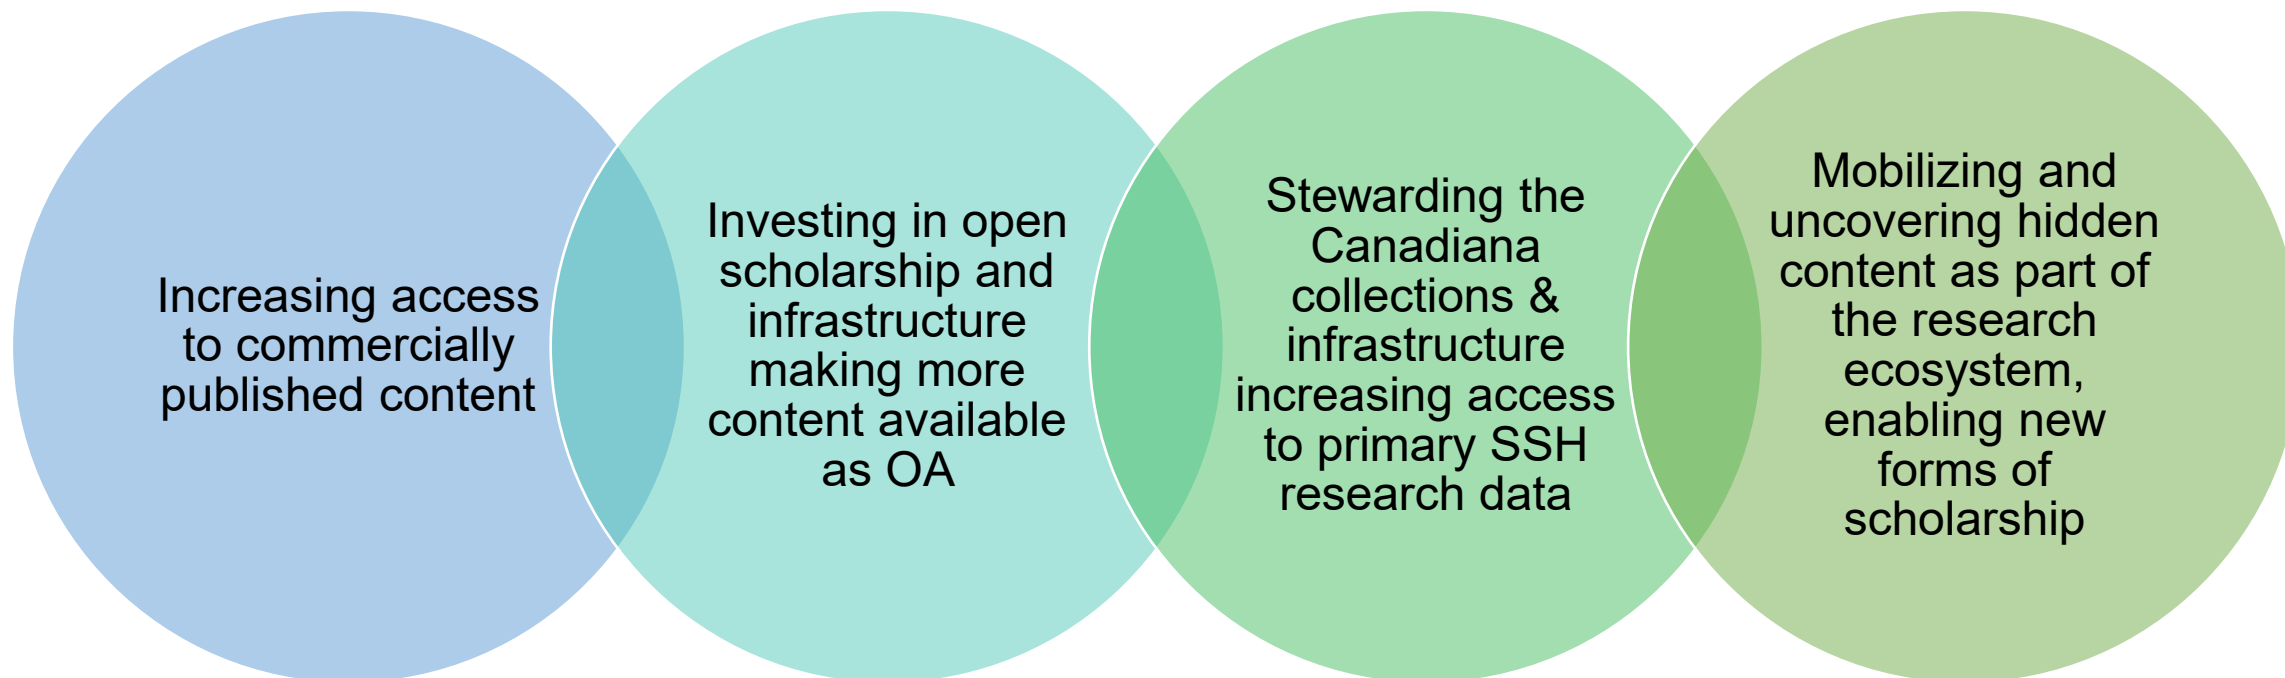 Increasing access
to commercially
published content
Investing in open
scholarship and
infrastructure
making more
content available
as OA
Stewarding the
Canadiana
collections &
infrastructure
increasing access
to primary SSH
research data
Mobilizing and
uncovering hidden
content as part of
the research
ecosystem,
enabling new
forms of
scholarship